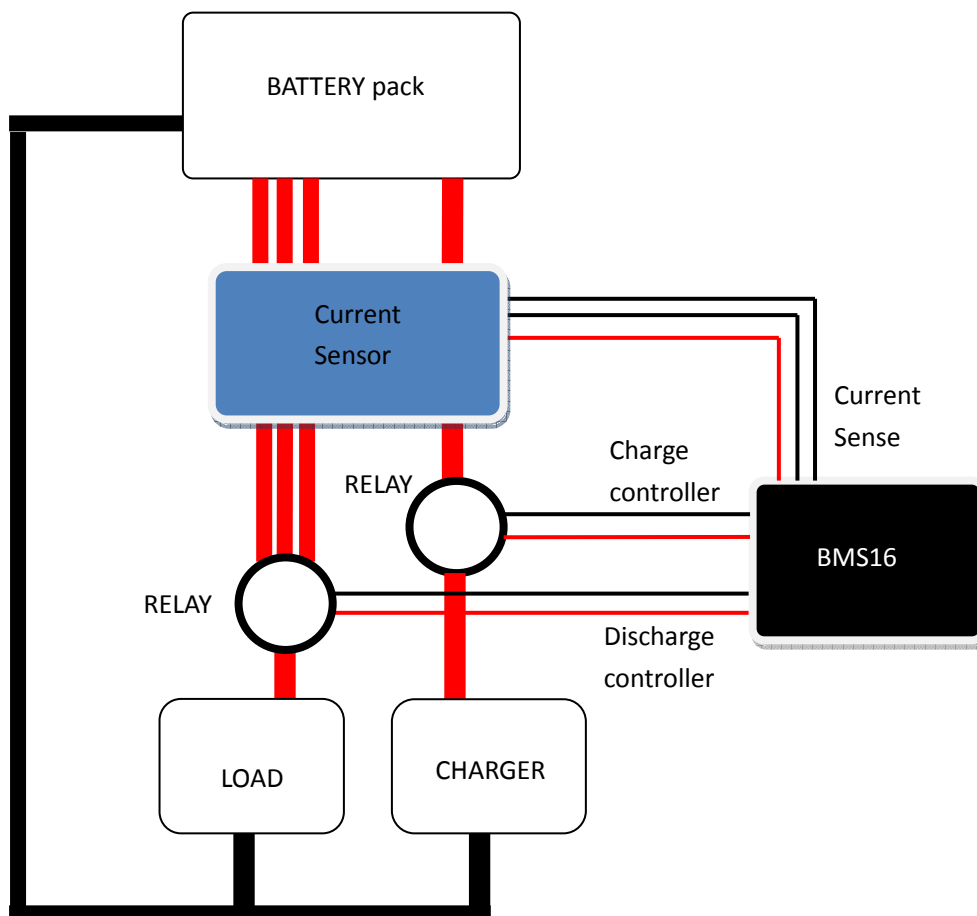 BATTERY pack
Current
Sensor
Current
Sense
Charge
controller
RELAY
BMS16
RELAY
Discharge
controller
LOAD
CHARGER